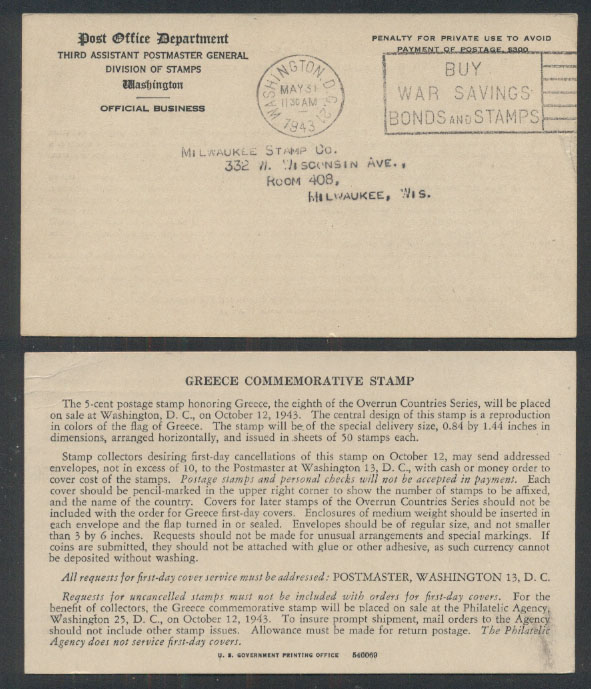 Post Office Department
THIRD ASSISTANT POSTMASTER GENERAL
DIVISION OF STAMPS
Washington
OFFICIAL BUSINESS
PENALTY FOR PRIVATE USE TO AVOID
PAYMENT OF POSTAGE, $300
WASHINGTON, D.C.
MAY 31
11 30 AM
1943
BUY
WAR SAVINGS
BONDS AND STAMPS
MILWAUKEE STAMP CO.
332 W. WISCONSIN AVE.,
ROOM 408,
MILWAUKEE, WIS.
GREECE COMMEMORATIVE STAMP
The 5-cent postage stamp honoring Greece, the eighth of the Overrun Countries Series, will be placed
on sale at Washington, D. C., on October 12, 1943. The central design of this stamp is a reproduction
in colors of the flag of Greece. The stamp will be of the special delivery size, 0.84 by 1.44 inches in
dimensions, arranged horizontally, and issued in sheets of 50 stamps each.
Stamp collectors desiring first-day cancellations of this stamp on October 12, may send addressed
envelopes, not in excess of 10, to the Postmaster at Washington 13, D. C., with cash or money order to
cover cost of the stamps. Postage stamps and personal checks will not be accepted in payment. Each
cover should be pencil-marked in the upper right corner to show the number of stamps to be affixed,
and the name of the country. Covers for later stamps of the Overrun Countries Series should not be
included with the order for Greece first-day covers. Enclosures of medium weight should be inserted in
each envelope and the flap turned in or sealed. Envelopes should be of regular size, and not smaller
than 3 by 6 inches. Requests should not be made for unusual arrangements and special markings. If
coins are submitted, they should not be attached with glue or other adhesive, as such currency cannot
be deposited without washing.
All requests for first-day cover service must be addressed: POSTMASTER, WASHINGTON 13, D. C.
Requests for uncancelled stamps must not be included with orders for first-day covers. For the
benefit of collectors, the Greece commemorative stamp will be placed on sale at the Philatelic Agency,
Washington 25, D. C., on October 12, 1943. To insure prompt shipment, mail orders to the Agency
should not include other stamp issues. Allowance must be made for return postage. The Philatelic
Agency does not service first-day covers.
U. S. GOVERNMENT PRINTING OFFICE 546069